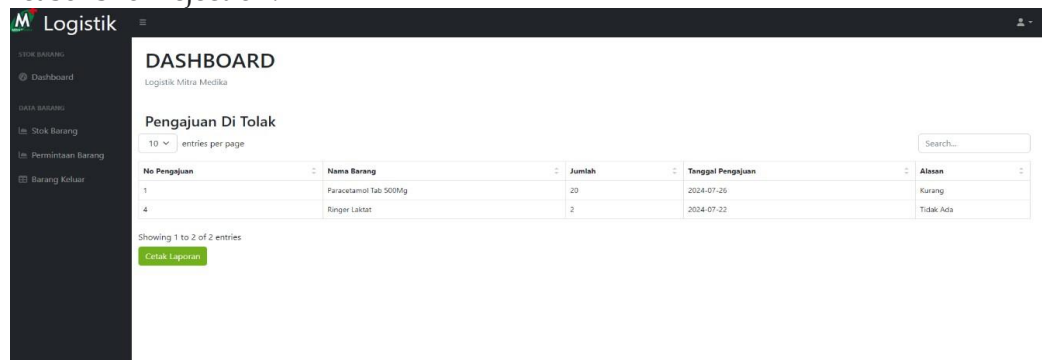 Logistik
STOK BARANG
Dashboard
DATA BARANG
Stok Barang
Permintaan Barang
Barang Keluar
DASHBOARD
Logistik Mitra Medika
Pengajuan Di Tolak
10 entries per page
Search...
No Pengajuan Nama Barang Jumlah Tanggal Pengajuan Alasan
1 Paracetamol Tab 500Mg 20 2024-07-26 Kurang
4 Ringer Laktat 2 2024-07-22 Tidak Ada
Showing 1 to 2 of 2 entries
Cetak Laporan